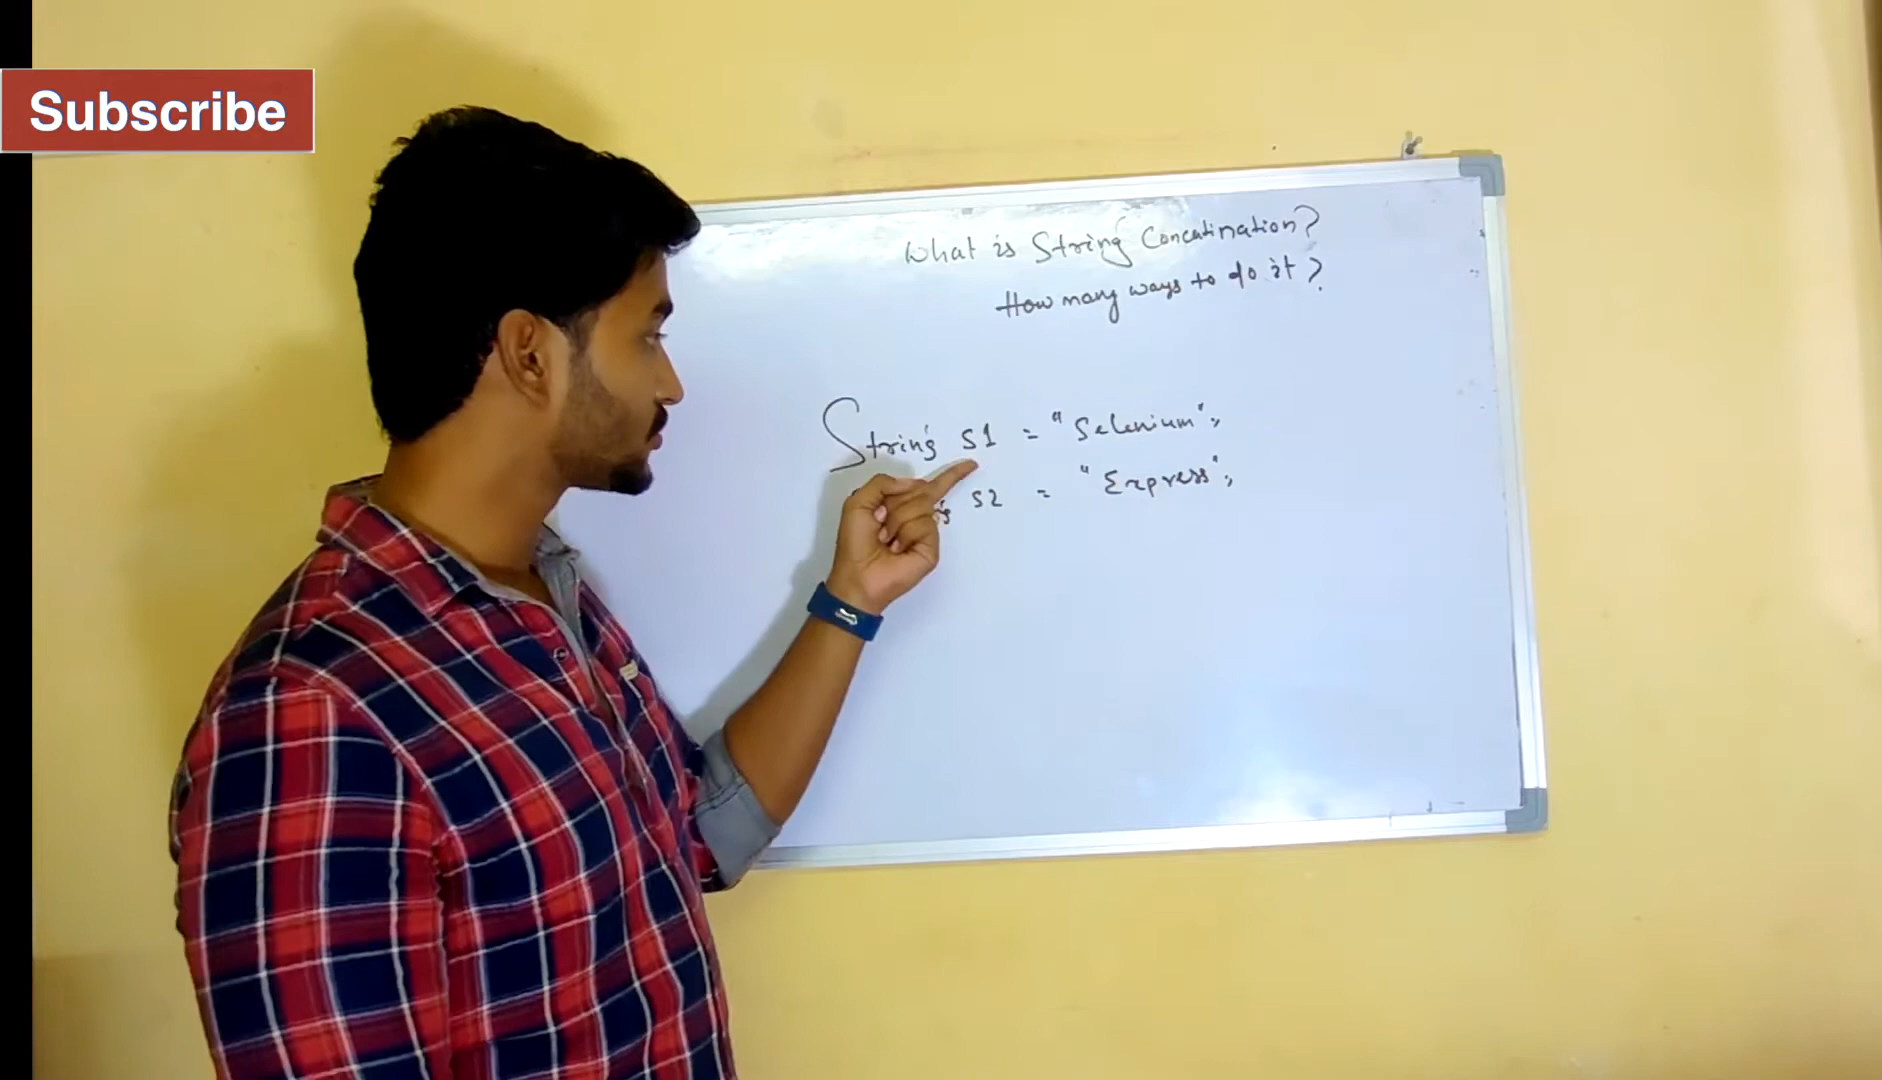 Subscribe
What is String Concatination?
How many ways to do it?
String s1 = "Selenium";
s2 = "Express";